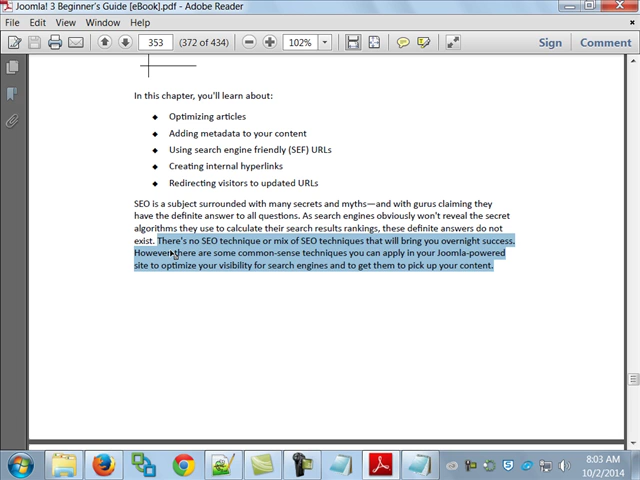 Joomla! 3 Beginner's Guide [eBook].pdf - Adobe Reader
File Edit View Window Help
353 (372 of 434) 102% Sign Comment
In this chapter, you'll learn about:
◆ Optimizing articles
◆ Adding metadata to your content
◆ Using search engine friendly (SEF) URLs
◆ Creating internal hyperlinks
◆ Redirecting visitors to updated URLs
SEO is a subject surrounded with many secrets and myths—and with gurus claiming they
have the definite answer to all questions. As search engines obviously won't reveal the secret
algorithms they use to calculate their search results rankings, these definite answers do not
exist. There's no SEO technique or mix of SEO techniques that will bring you overnight success.
However there are some common-sense techniques you can apply in your Joomla-powered
site to optimize your visibility for search engines and to get them to pick up your content.
8:03 AM
10/2/2014